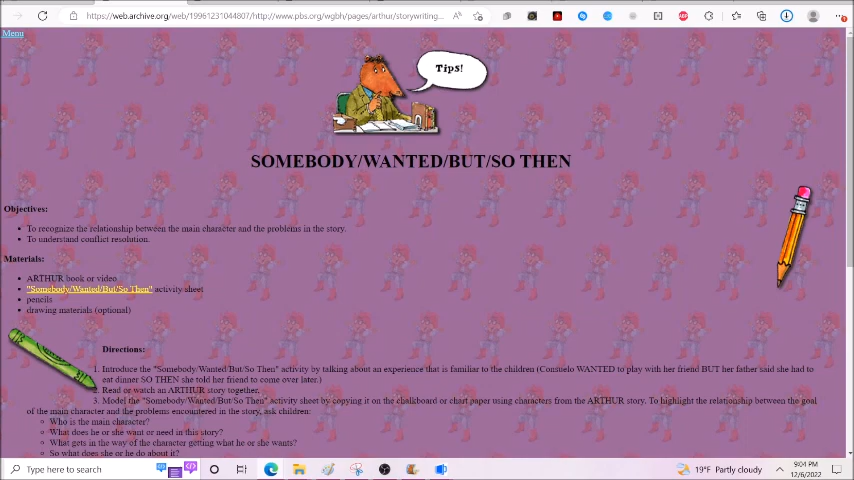 https://web.archive.org/web/19961231044807/http://www.pbs.org/wgbh/pages/arthur/storywriting...
Menu
Tips!
SOMEBODY/WANTED/BUT/SO THEN
Objectives:
To recognize the relationship between the main character and the problems in the story.
To understand conflict resolution.
Materials:
ARTHUR book or video
"Somebody/Wanted/But/So Then" activity sheet
pencils
drawing materials (optional)
Directions:
1. Introduce the "Somebody/Wanted/But/So Then" activity by talking about an experience that is familiar to the children (Consuelo WANTED to play with her friend BUT her father said she had to
eat dinner SO THEN she told her friend to come over later.)
2. Read or watch an ARTHUR story together.
3. Model the "Somebody/Wanted/But/So Then" activity sheet by copying it on the chalkboard or chart paper using characters from the ARTHUR story. To highlight the relationship between the goal
of the main character and the problems encountered in the story, ask children:
Who is the main character?
What does he or she want or need in this story?
What gets in the way of the character getting what he or she wants?
So what does she or he do about it?
Type here to search
19°F Partly cloudy
9:04 PM
12/6/2022